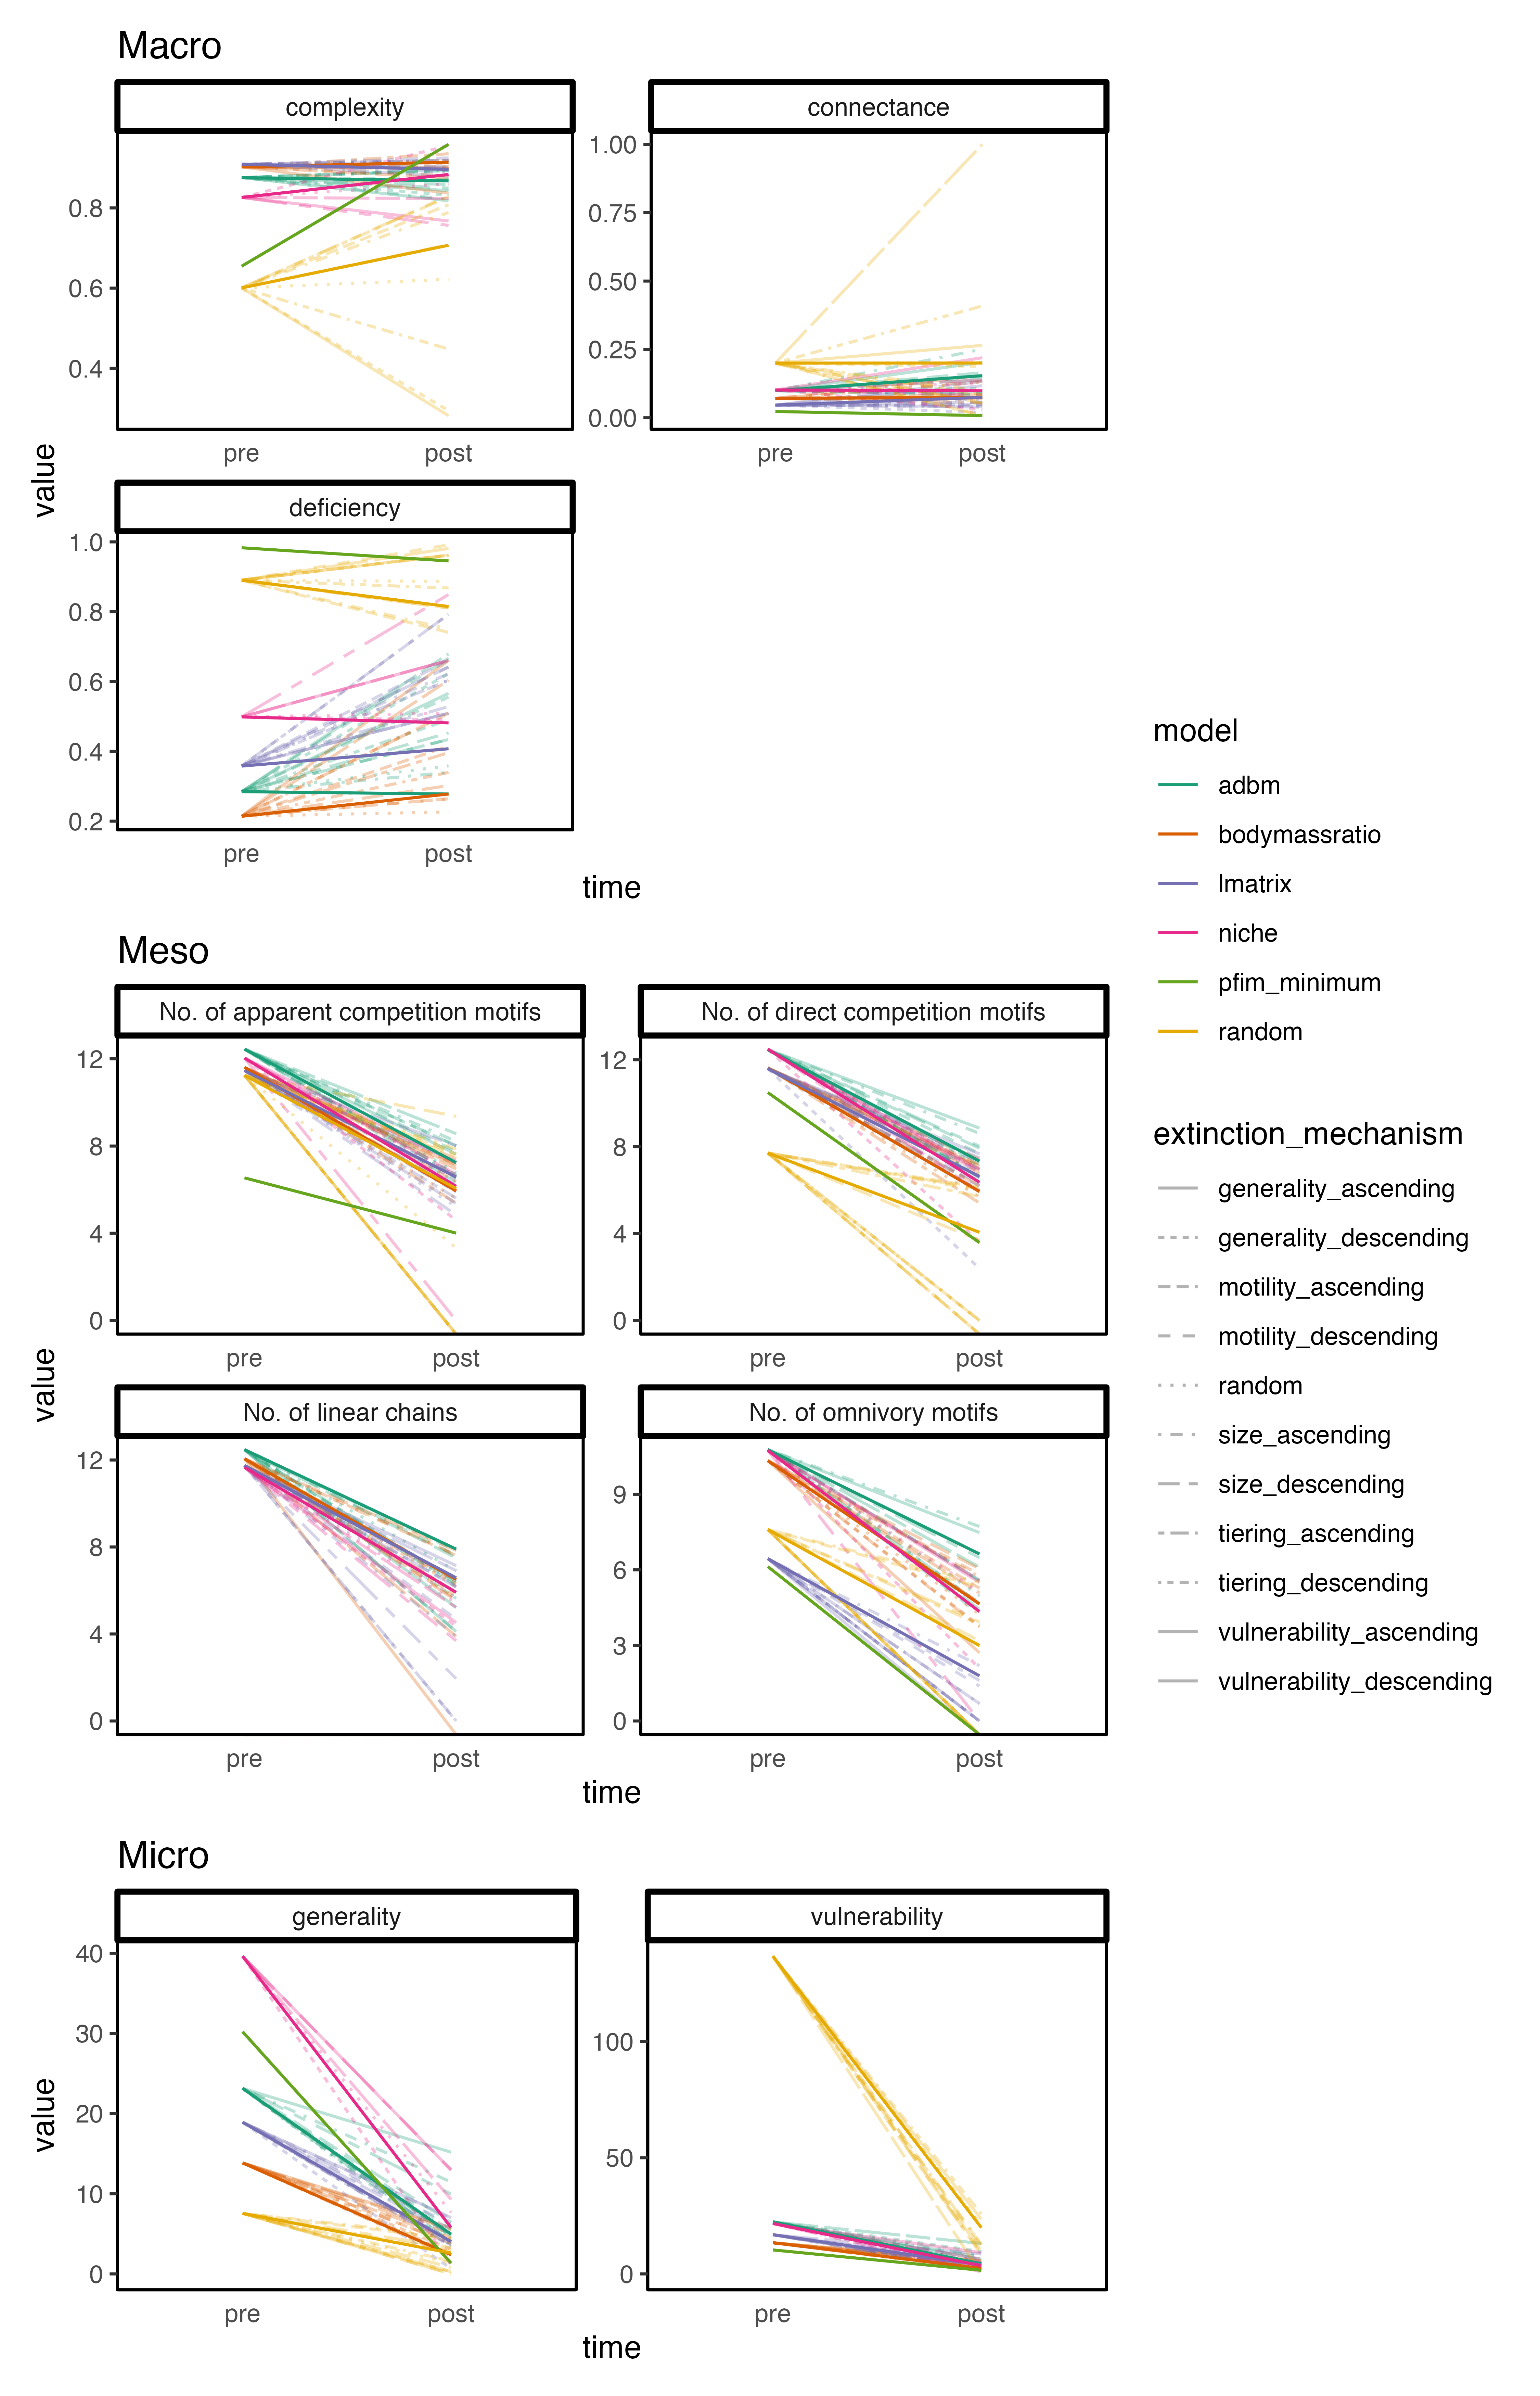 Macro
complexity
connectance
0.8
0.6
0.4
1.00
0.75
0.50
0.25
0.00
pre
post
pre
post
value
deficiency
1.0
0.8
0.6
0.4
0.2
pre
post
time
model
adbm
bodymassratio
lmatrix
niche
pfim_minimum
random
extinction_mechanism
generality_ascending
generality_descending
motility_ascending
motility_descending
random
size_ascending
size_descending
tiering_ascending
tiering_descending
vulnerability_ascending
vulnerability_descending
Meso
No. of apparent competition motifs
No. of direct competition motifs
12
8
4
0
12
8
4
0
pre
post
pre
post
value
No. of linear chains
No. of omnivory motifs
12
8
4
0
9
6
3
0
pre
post
pre
post
time
Micro
generality
vulnerability
40
30
20
10
0
100
50
0
value
pre
post
pre
post
time